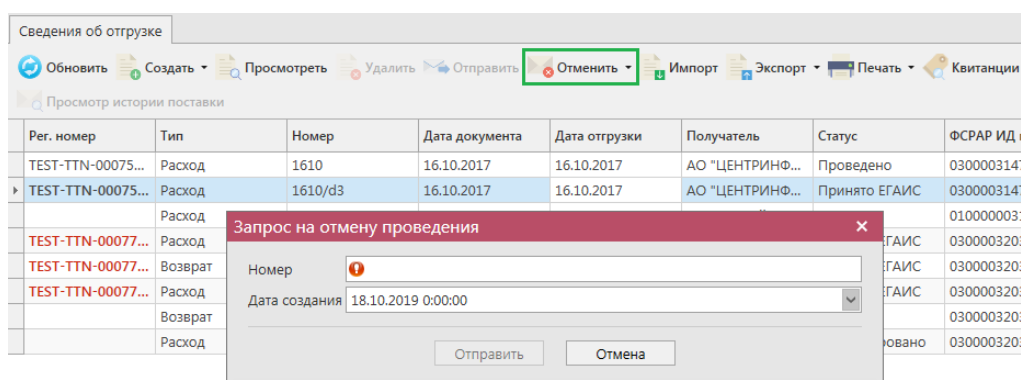 Сведения об отгрузке
Обновить Создать Просмотреть Удалить Отправить Отменить Импорт Экспорт Печать Квитанции
Просмотр истории поставки
Рег. номер Тип Номер Дата документа Дата отгрузки Получатель Статус ФСРАР ИД
TEST-TTN-00075... Расход 1610 16.10.2017 16.10.2017 АО "ЦЕНТРИНФ... Проведено 030000314
TEST-TTN-00075... Расход 1610/d3 16.10.2017 16.10.2017 АО "ЦЕНТРИНФ... Принято ЕГАИС 030000314
Расход 010000003
Запрос на отмену проведения
TEST-TTN-00077... Расход ЕГАИС 030000320
TEST-TTN-00077... Возврат ЕГАИС 030000320
Номер
TEST-TTN-00077... Расход ЕГАИС 030000320
Дата создания 18.10.2019 0:00:00
Возврат 030000320
Расход овано 030000320
Отправить Отмена